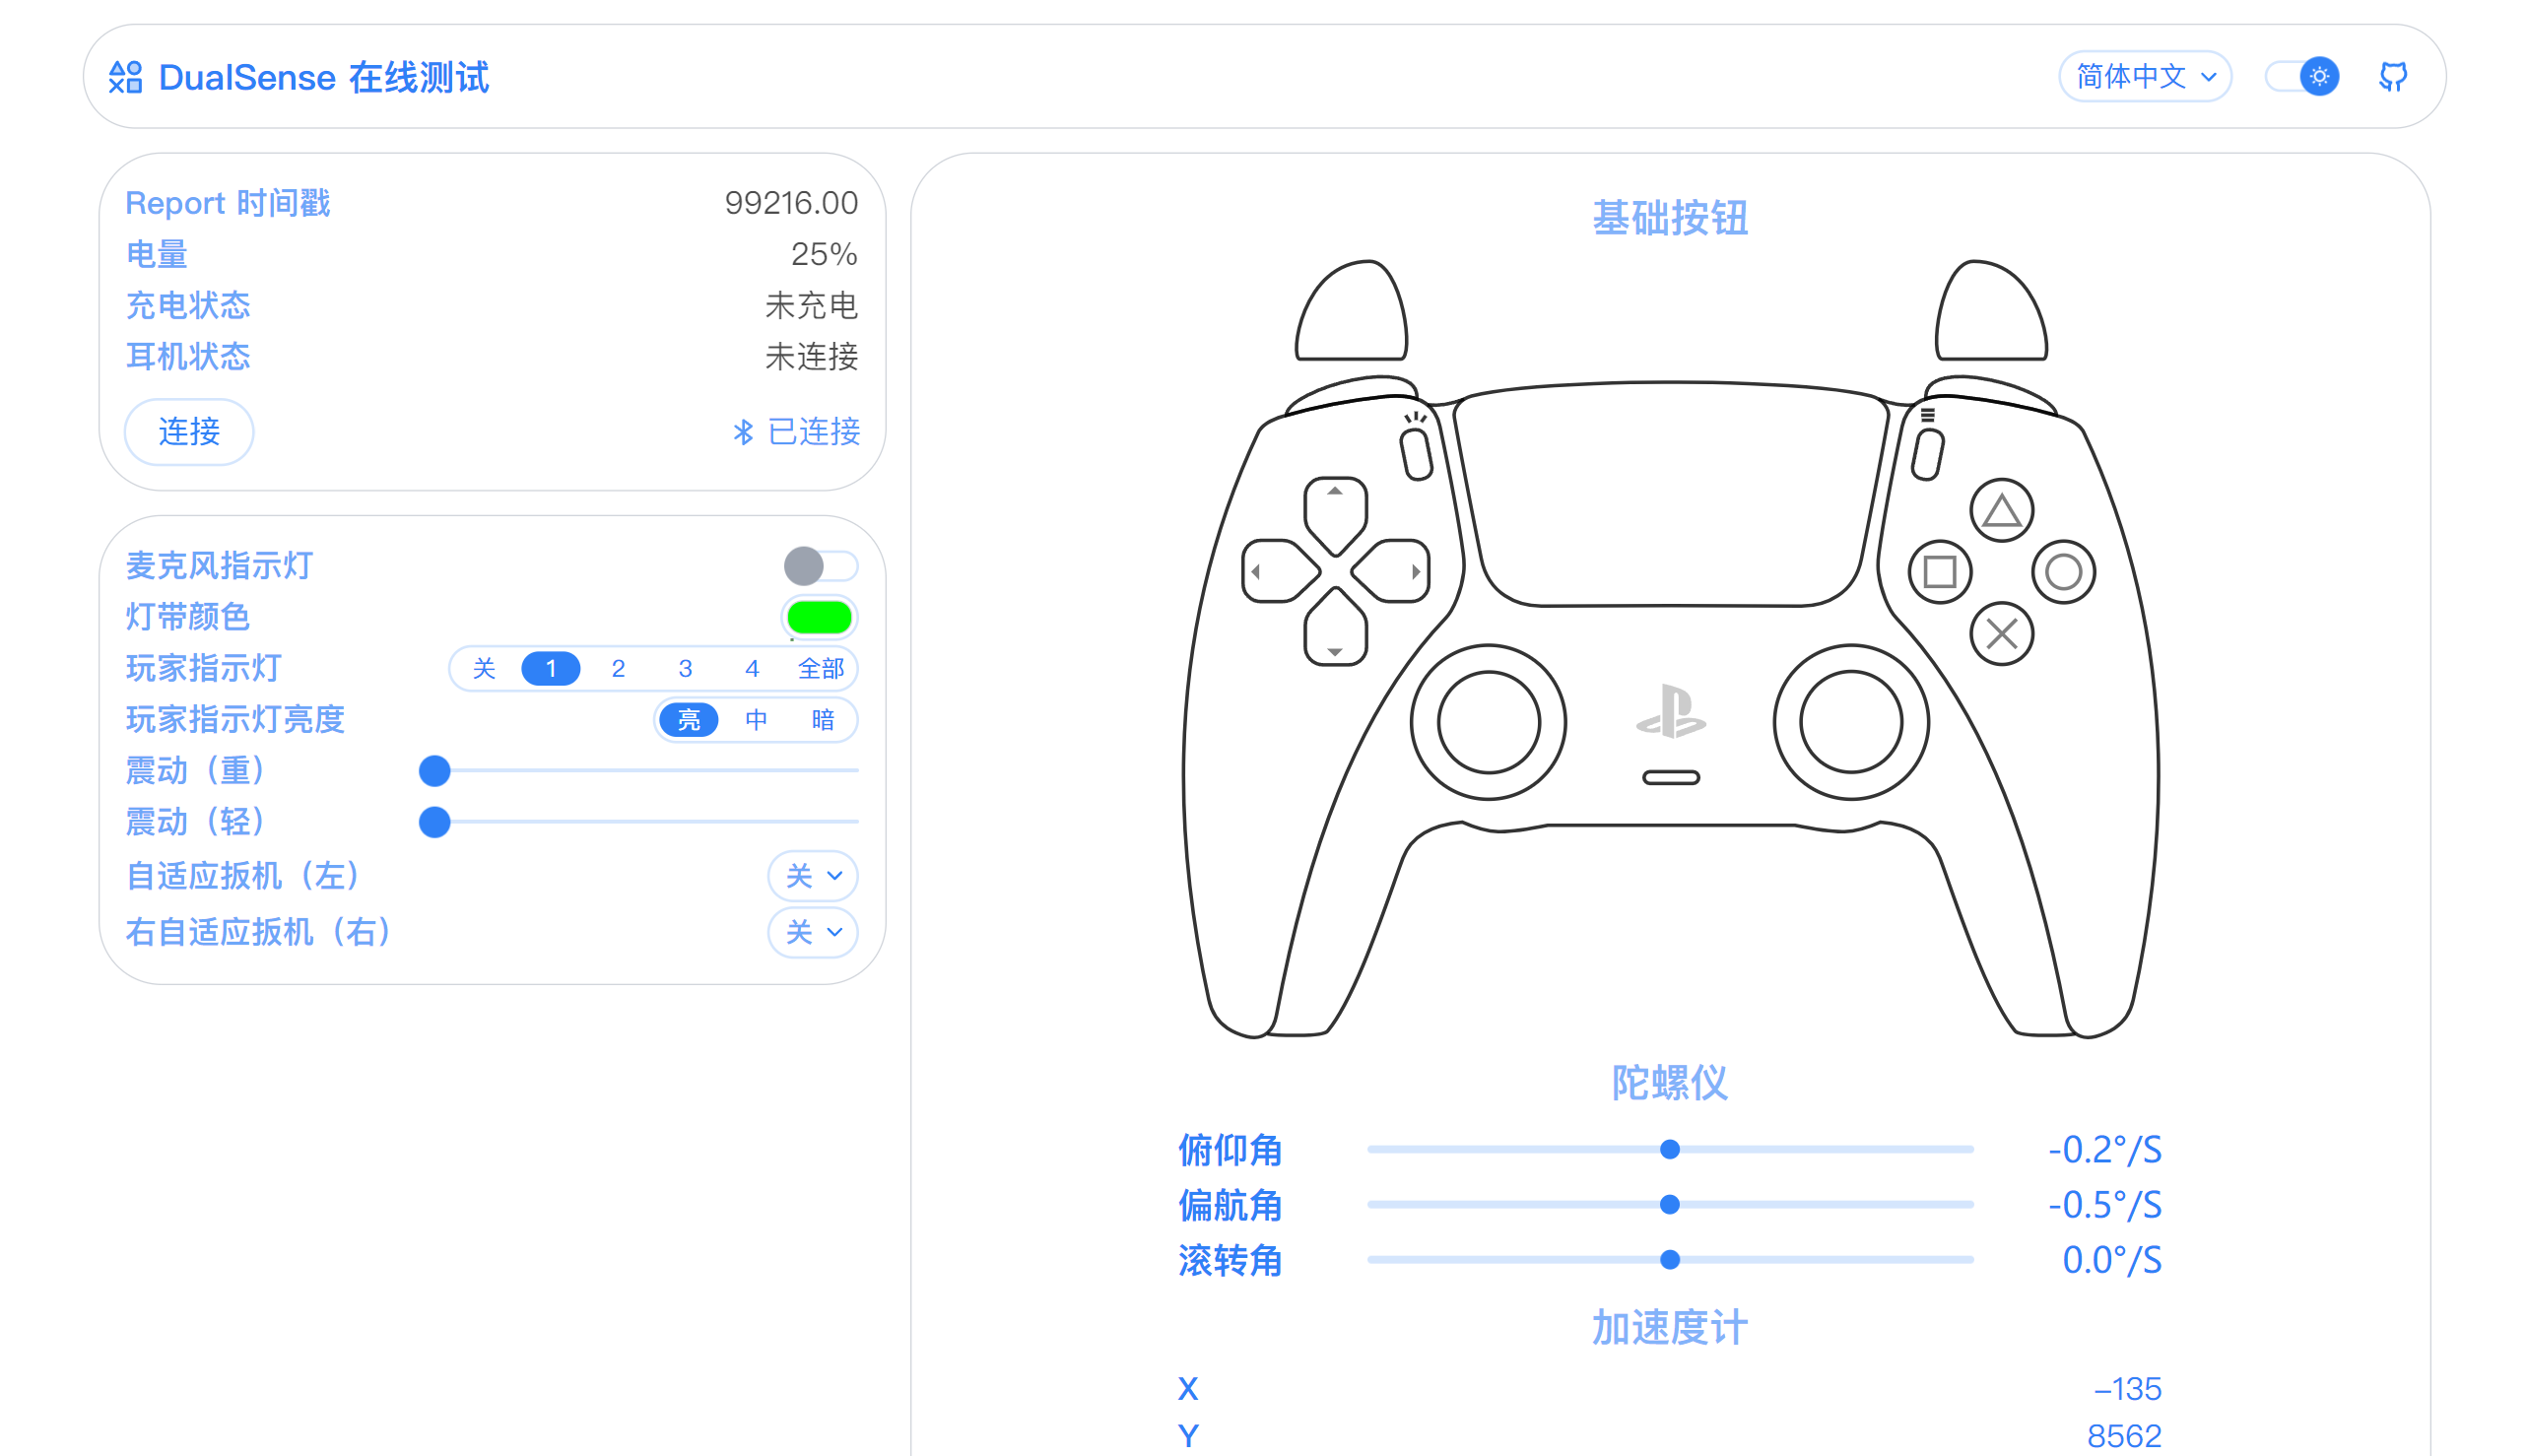 DualSense 在线测试
简体中文
Report 时间戳 99216.00
电量 25%
充电状态 未充电
耳机状态 未连接
连接 已连接
麦克风指示灯
灯带颜色
玩家指示灯 关 1 2 3 4 全部
玩家指示灯亮度 亮 中 暗
震动（重）
震动（轻）
自适应扳机（左） 关
右自适应扳机（右） 关
基础按钮
陀螺仪
俯仰角 -0.2°/S
偏航角 -0.5°/S
滚转角 0.0°/S
加速度计
X -135
Y 8562